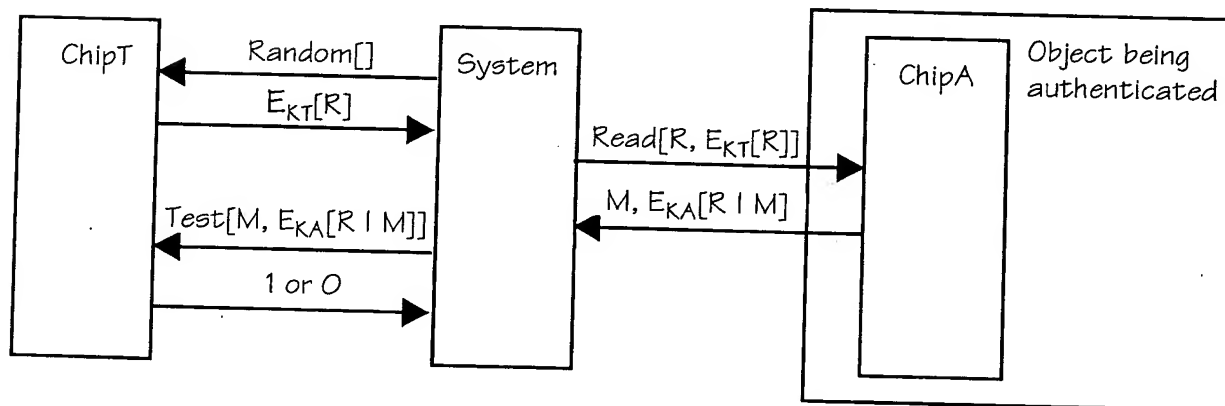 ChipT
Random[]
E_KT[R]
Test[M, E_KA[R | M]]
1 or 0
System
Read[R, E_KT[R]]
M, E_KA[R | M]
ChipA
Object being
authenticated